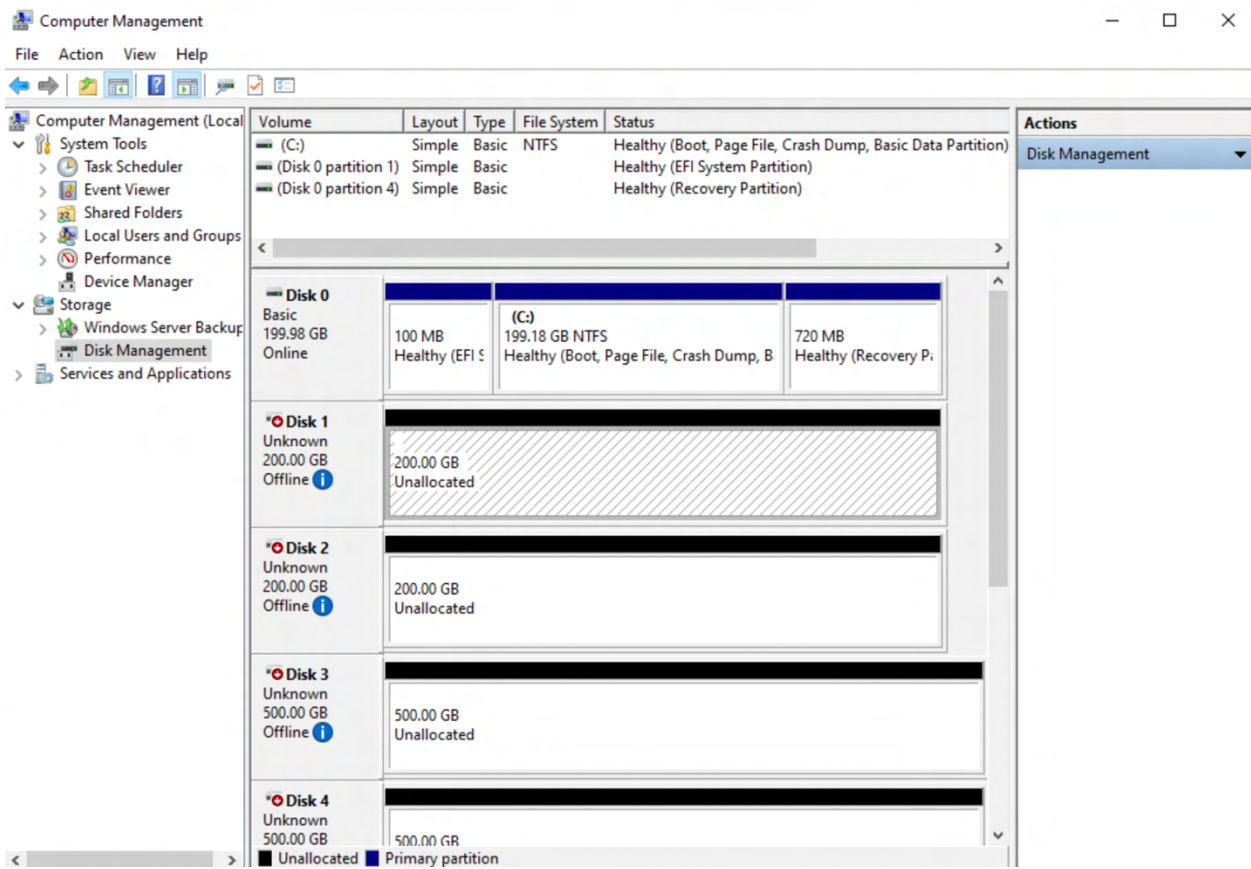 Computer Management
File Action View Help
Computer Management (Local
System Tools
Task Scheduler
Event Viewer
Shared Folders
Local Users and Groups
Performance
Device Manager
Storage
Windows Server Backup
Disk Management
Services and Applications
Volume Layout Type File System Status
(C:) Simple Basic NTFS Healthy (Boot, Page File, Crash Dump, Basic Data Partition)
(Disk 0 partition 1) Simple Basic Healthy (EFI System Partition)
(Disk 0 partition 4) Simple Basic Healthy (Recovery Partition)
Disk 0
Basic
199.98 GB
Online
100 MB
Healthy (EFI S
(C:)
199.18 GB NTFS
Healthy (Boot, Page File, Crash Dump, B
720 MB
Healthy (Recovery Pa
Disk 1
Unknown
200.00 GB
Offline
200.00 GB
Unallocated
Disk 2
Unknown
200.00 GB
Offline
200.00 GB
Unallocated
Disk 3
Unknown
500.00 GB
Offline
500.00 GB
Unallocated
Disk 4
Unknown
500.00 GB
500.00 GB
Unallocated Primary partition
Actions
Disk Management